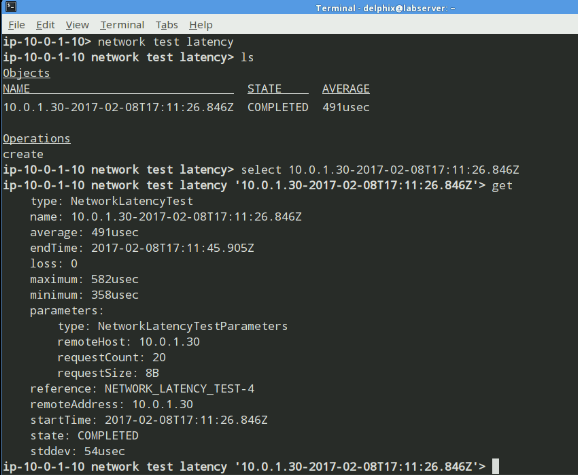 Terminal - delphix@labserver: ~
File Edit View Terminal Tabs Help
ip-10-0-1-10> network test latency
ip-10-0-1-10 network test latency> ls
Objects
NAME STATE AVERAGE
10.0.1.30-2017-02-08T17:11:26.846Z COMPLETED 491usec
Operations
create
ip-10-0-1-10 network test latency> select 10.0.1.30-2017-02-08T17:11:26.846Z
ip-10-0-1-10 network test latency '10.0.1.30-2017-02-08T17:11:26.846Z'> get
type: NetworkLatencyTest
name: 10.0.1.30-2017-02-08T17:11:26.846Z
average: 491usec
endTime: 2017-02-08T17:11:45.905Z
loss: 0
maximum: 582usec
minimum: 358usec
parameters:
type: NetworkLatencyTestParameters
remoteHost: 10.0.1.30
requestCount: 20
requestSize: 8B
reference: NETWORK_LATENCY_TEST-4
remoteAddress: 10.0.1.30
startTime: 2017-02-08T17:11:26.846Z
state: COMPLETED
stddev: 54usec
ip-10-0-1-10 network test latency '10.0.1.30-2017-02-08T17:11:26.846Z'>